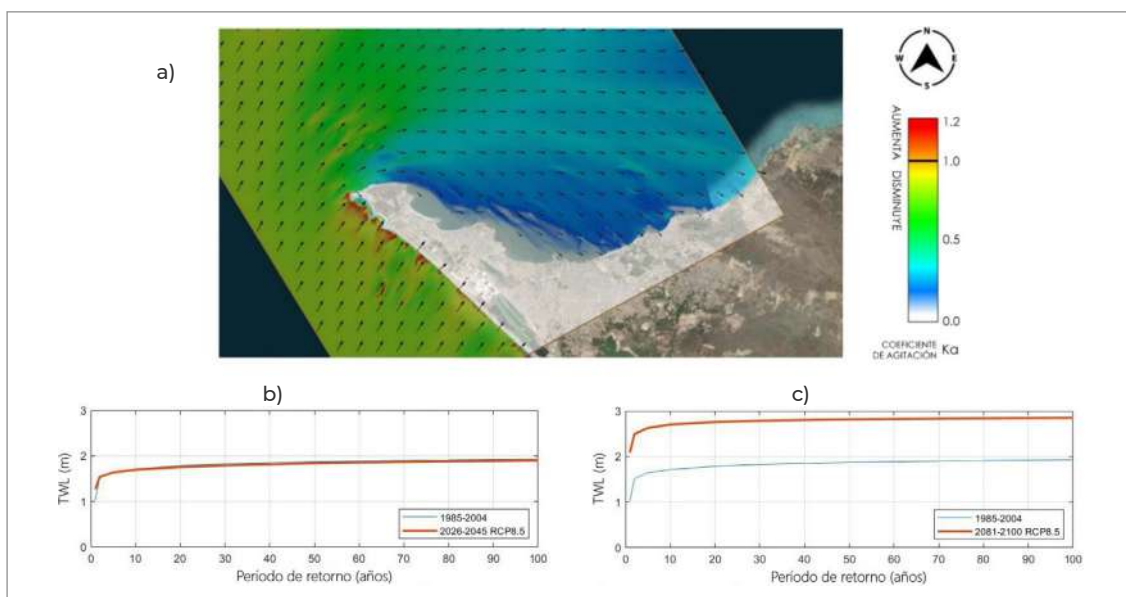 a)
N
W E
S
AUMENTA DISMINUYE
1.2
1.0
0.5
0.0
COEFICIENTE
DE AGITACIÓN Ka
b)
TWL (m)
3
2
1
0
0 10 20 30 40 50 60 70 80 90 100
1985-2004
2026-2045 RCP8.5
Período de retorno (años)
c)
TWL (m)
3
2
1
0
0 10 20 30 40 50 60 70 80 90 100
1985-2004
2081-2100 RCP8.5
Período de retorno (años)